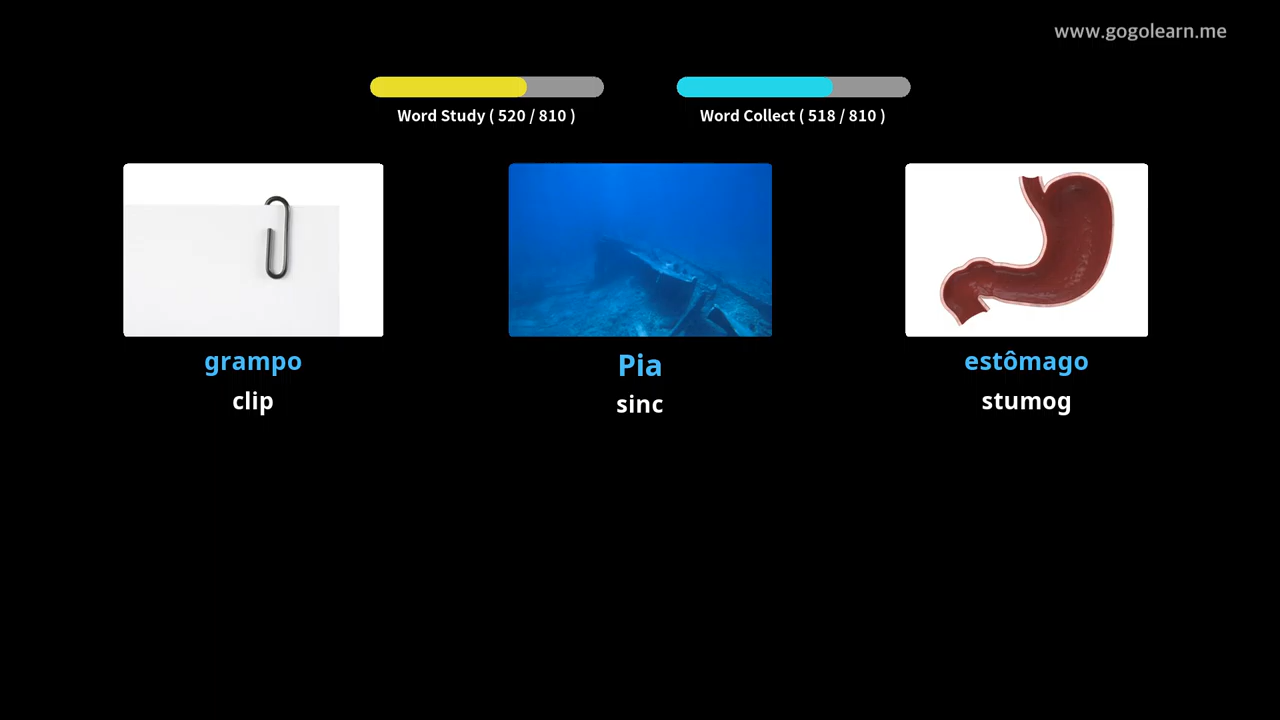 www.gogolearn.me
Word Study ( 520 / 810 )
Word Collect ( 518 / 810 )
grampo
clip
Pia
sinc
estômago
stumog